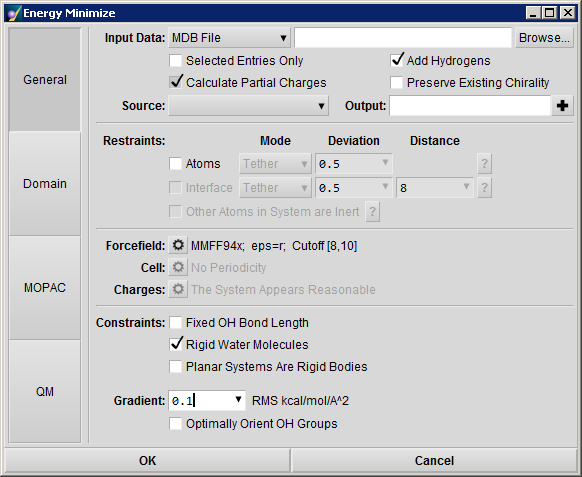 Energy Minimize
General
Domain
MOPAC
QM
Input Data: MDB File Browse...
Selected Entries Only Add Hydrogens
Calculate Partial Charges Preserve Existing Chirality
Source: Output:
Restraints: Mode Deviation Distance
Atoms Tether 0.5 ?
Interface Tether 0.5 8 ?
Other Atoms in System are Inert ?
Forcefield: MMFF94x; eps=r; Cutoff [8,10]
Cell: No Periodicity
Charges: The System Appears Reasonable
Constraints: Fixed OH Bond Length
Rigid Water Molecules
Planar Systems Are Rigid Bodies
Gradient: 0.1 RMS kcal/mol/A^2
Optimally Orient OH Groups
OK Cancel